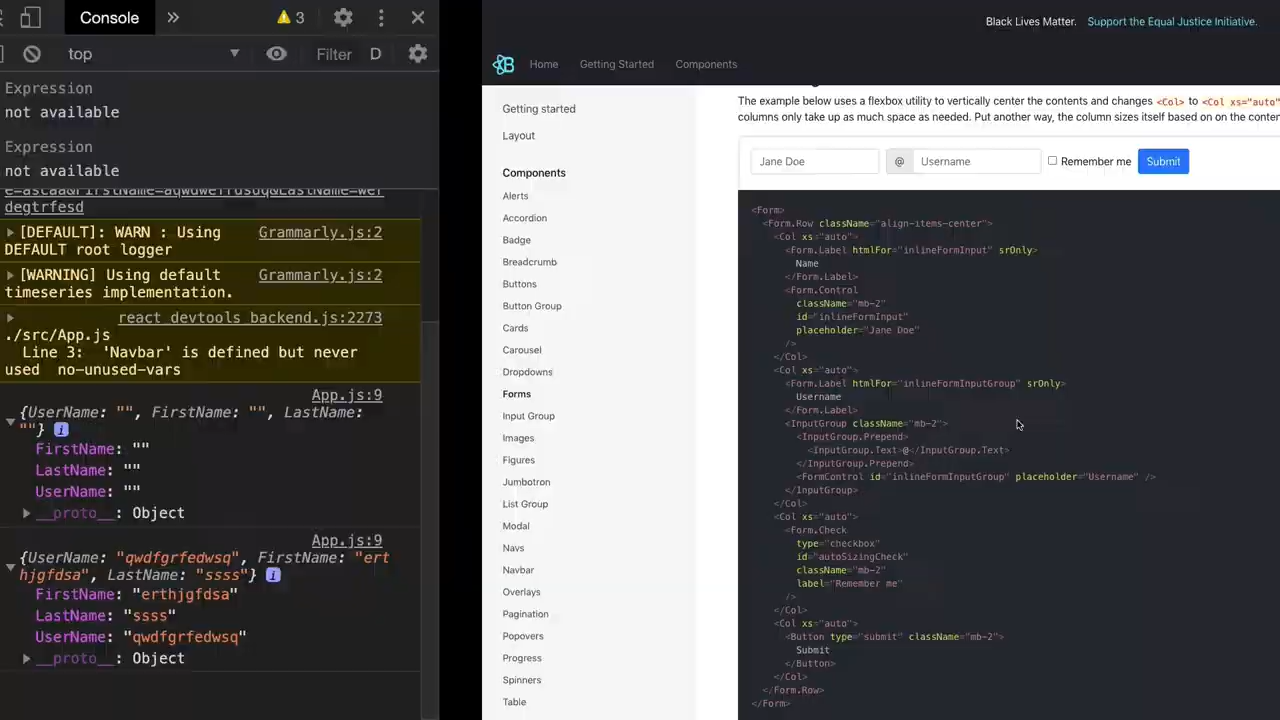 Console
3
top
Filter
D
Expression
not available
Expression
not available
degtrfesd
[DEFAULT]: WARN : Using Grammarly.js:2
DEFAULT root logger
[WARNING] Using default Grammarly.js:2
timeseries implementation.
react_devtools_backend.js:2273
./src/App.js
Line 3: 'Navbar' is defined but never
used no-unused-vars
App.js:9
{UserName: "", FirstName: "", LastName:
""} i
FirstName: ""
LastName: ""
UserName: ""
__proto__: Object
App.js:9
{UserName: "qwdfgrfedwsq", FirstName: "ert
hjgfdsa", LastName: "ssss"} i
FirstName: "erthjgfdsa"
LastName: "ssss"
UserName: "qwdfgrfedwsq"
__proto__: Object
Black Lives Matter. Support the Equal Justice Initiative.
B Home Getting Started Components
Getting started
Layout
Components
Alerts
Accordion
Badge
Breadcrumb
Buttons
Button Group
Cards
Carousel
Dropdowns
Forms
Input Group
Images
Figures
Jumbotron
List Group
Modal
Navs
Navbar
Overlays
Pagination
Popovers
Progress
Spinners
Table
The example below uses a flexbox utility to vertically center the contents and changes <Col> to <Col xs="auto"
columns only take up as much space as needed. Put another way, the column sizes itself based on on the conten
Jane Doe @ Username Remember me Submit
<Form>
<Form.Row className="align-items-center">
<Col xs="auto">
<Form.Label htmlFor="inlineFormInput" srOnly>
Name
</Form.Label>
<Form.Control
className="mb-2"
id="inlineFormInput"
placeholder="Jane Doe"
/>
</Col>
<Col xs="auto">
<Form.Label htmlFor="inlineFormInputGroup" srOnly>
Username
</Form.Label>
<InputGroup className="mb-2">
<InputGroup.Prepend>
<InputGroup.Text>@</InputGroup.Text>
</InputGroup.Prepend>
<FormControl id="inlineFormInputGroup" placeholder="Username" />
</InputGroup>
</Col>
<Col xs="auto">
<Form.Check
type="checkbox"
id="autoSizingCheck"
className="mb-2"
label="Remember me"
/>
</Col>
<Col xs="auto">
<Button type="submit" className="mb-2">
Submit
</Button>
</Col>
</Form.Row>
</Form>